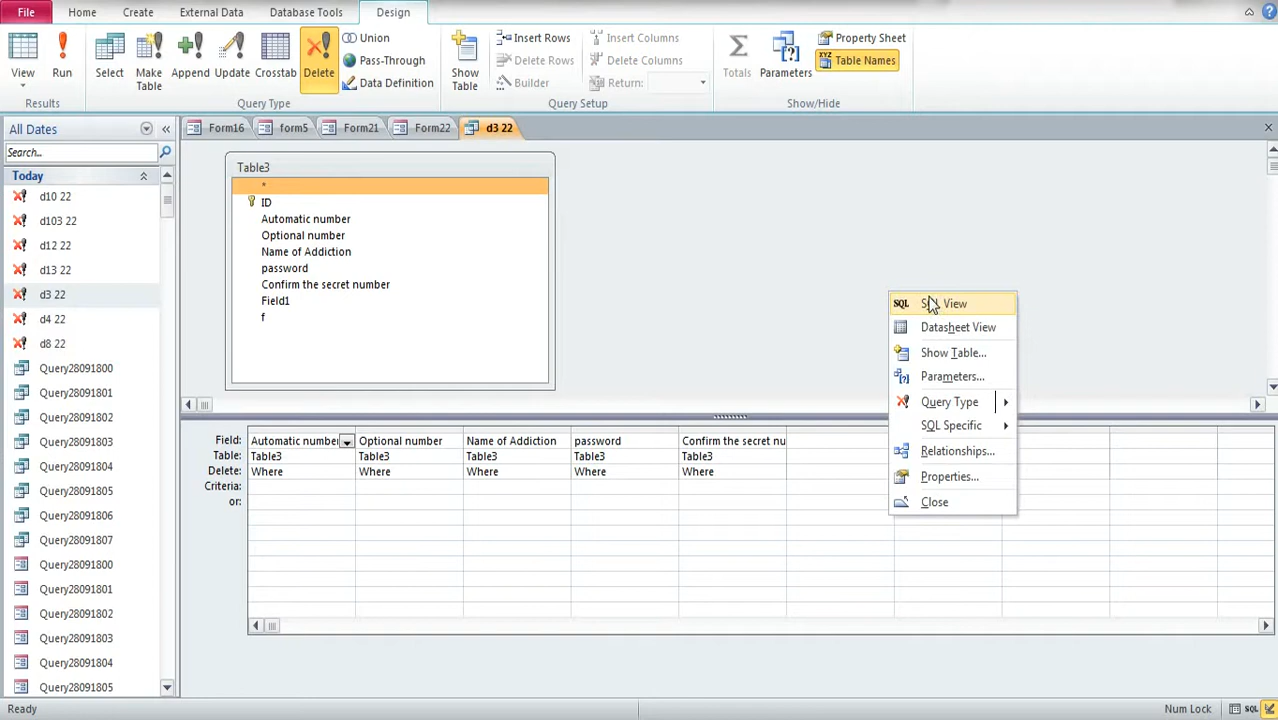 File Home Create External Data Database Tools Design
View Run Select Make Table Append Update Crosstab Delete
Union
Pass-Through
Data Definition
Show Table
Insert Rows
Delete Rows
Builder
Insert Columns
Delete Columns
Return:
Totals Parameters
Property Sheet
Table Names
Results Query Type Query Setup Show/Hide
All Dates
Search...
Today
d10 22
d103 22
d12 22
d13 22
d3 22
d4 22
d8 22
Query28091800
Query28091801
Query28091802
Query28091803
Query28091804
Query28091805
Query28091806
Query28091807
Query28091800
Query28091801
Query28091802
Query28091803
Query28091804
Query28091805
Form16 form5 Form21 Form22 d3 22
Table3
*
ID
Automatic number
Optional number
Name of Addiction
password
Confirm the secret number
Field1
f
SQL View
Datasheet View
Show Table...
Parameters...
Query Type
SQL Specific
Relationships...
Properties...
Close
Field: Automatic number Optional number Name of Addiction password Confirm the secret nu
Table: Table3 Table3 Table3 Table3 Table3
Delete: Where Where Where Where Where
Criteria:
or:
Ready Num Lock SQL